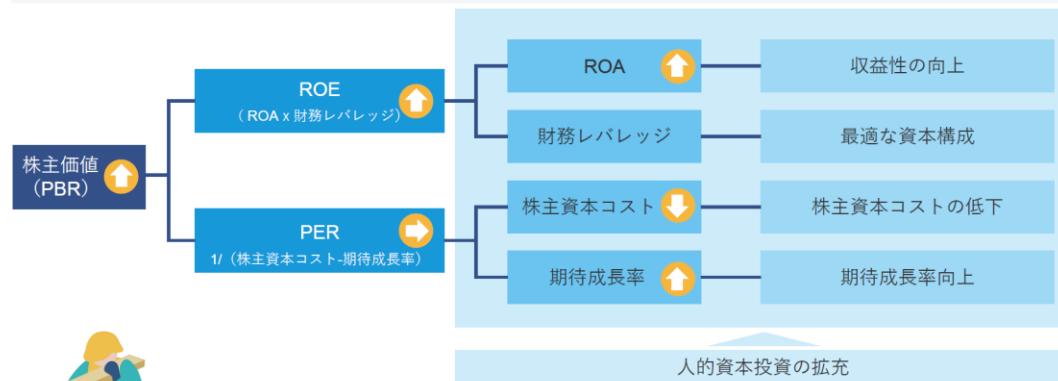 株主価値
（PBR）
ROE
（ ROA x 財務レバレッジ）
PER
1/（株主資本コスト-期待成長率）
ROA
収益性の向上
財務レバレッジ
最適な資本構成
株主資本コスト
株主資本コストの低下
期待成長率
期待成長率向上
人的資本投資の拡充